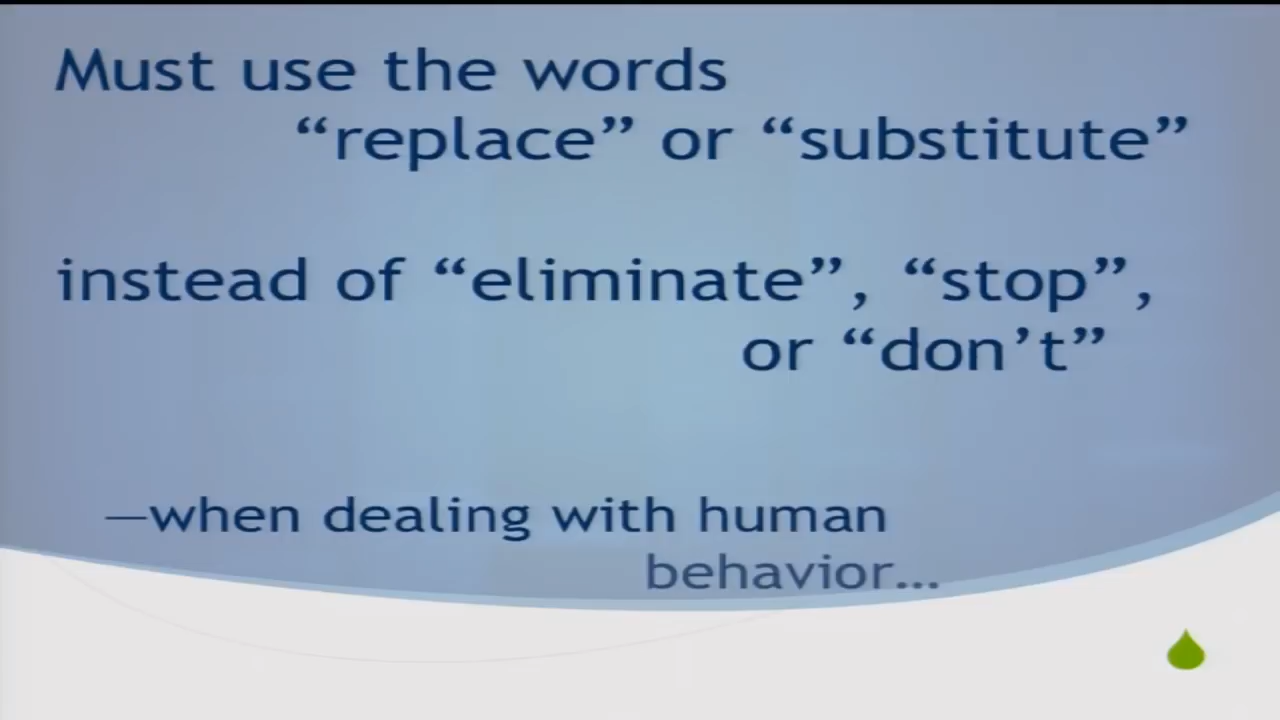 Must use the words
“replace” or “substitute”
instead of “eliminate”, “stop”,
or “don’t”
—when dealing with human
behavior...